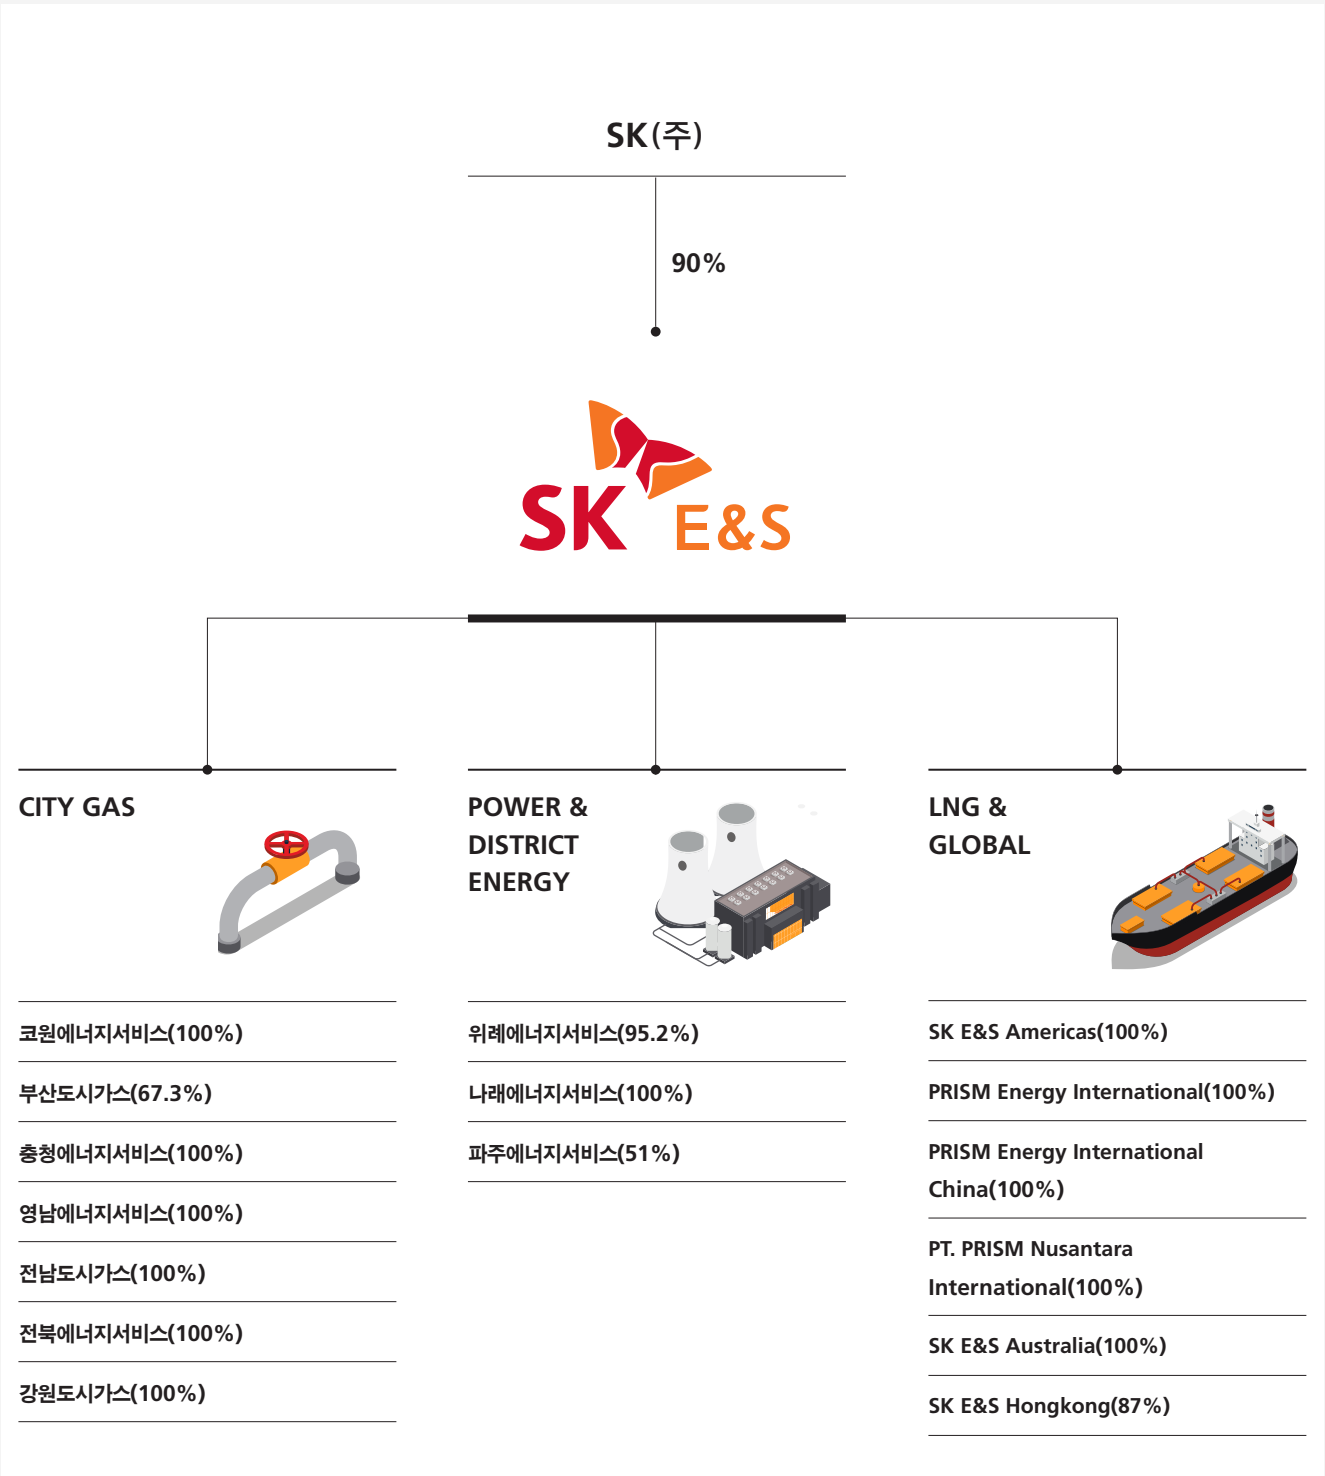 SK(주)
90%
SK E&S
CITY GAS
코원에너지서비스(100%)
부산도시가스(67.3%)
충청에너지서비스(100%)
영남에너지서비스(100%)
전남도시가스(100%)
전북에너지서비스(100%)
강원도시가스(100%)
POWER &
DISTRICT
ENERGY
위례에너지서비스(95.2%)
나래에너지서비스(100%)
파주에너지서비스(51%)
LNG &
GLOBAL
SK E&S Americas(100%)
PRISM Energy International(100%)
PRISM Energy International
China(100%)
PT. PRISM Nusantara
International(100%)
SK E&S Australia(100%)
SK E&S Hongkong(87%)